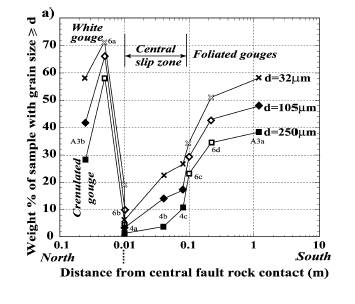 a)
Weight % of sample with grain size ≥ d
80
70
60
50
40
30
20
10
0
White gouge
6a
Central slip zone
Foliated gouges
d=32µm
d=105µm
d=250µm
A3b
Crenulated gouge
6b
4a
4b
4c
6c
6d
A3a
0.1
0.01
0.1
1
10
North
South
Distance from central fault rock contact (m)